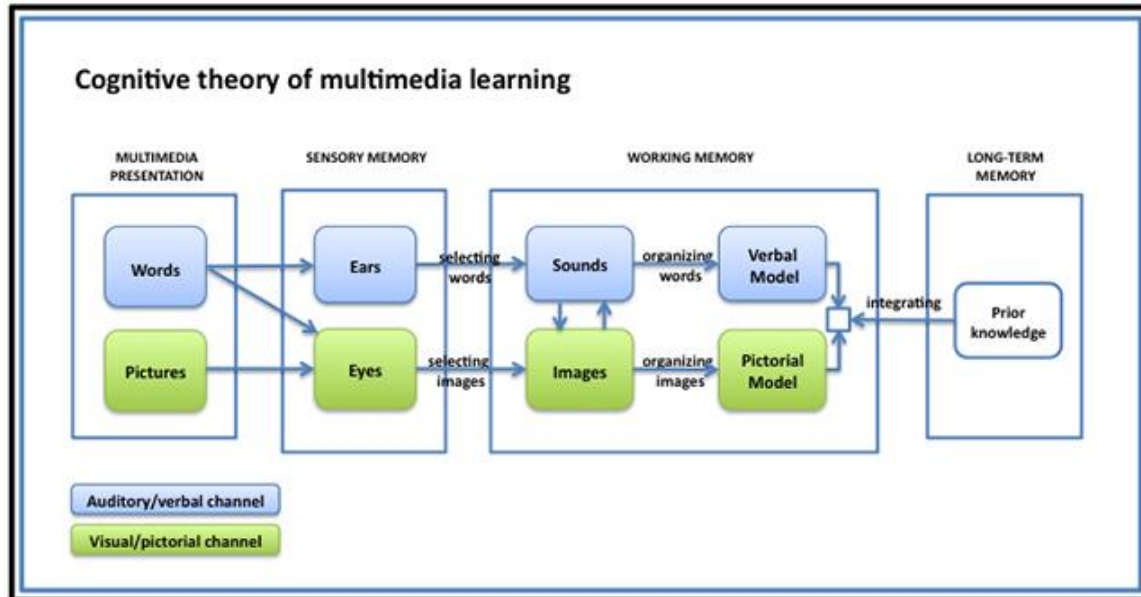 Cognitive theory of multimedia learning
MULTIMEDIA
PRESENTATION
SENSORY MEMORY
WORKING MEMORY
LONG-TERM
MEMORY
Words
Ears
selecting
words
Sounds
organizing
words
Verbal
Model
integrating
Prior
knowledge
Pictures
Eyes
selecting
images
Images
organizing
images
Pictorial
Model
Auditory/verbal channel
Visual/pictorial channel